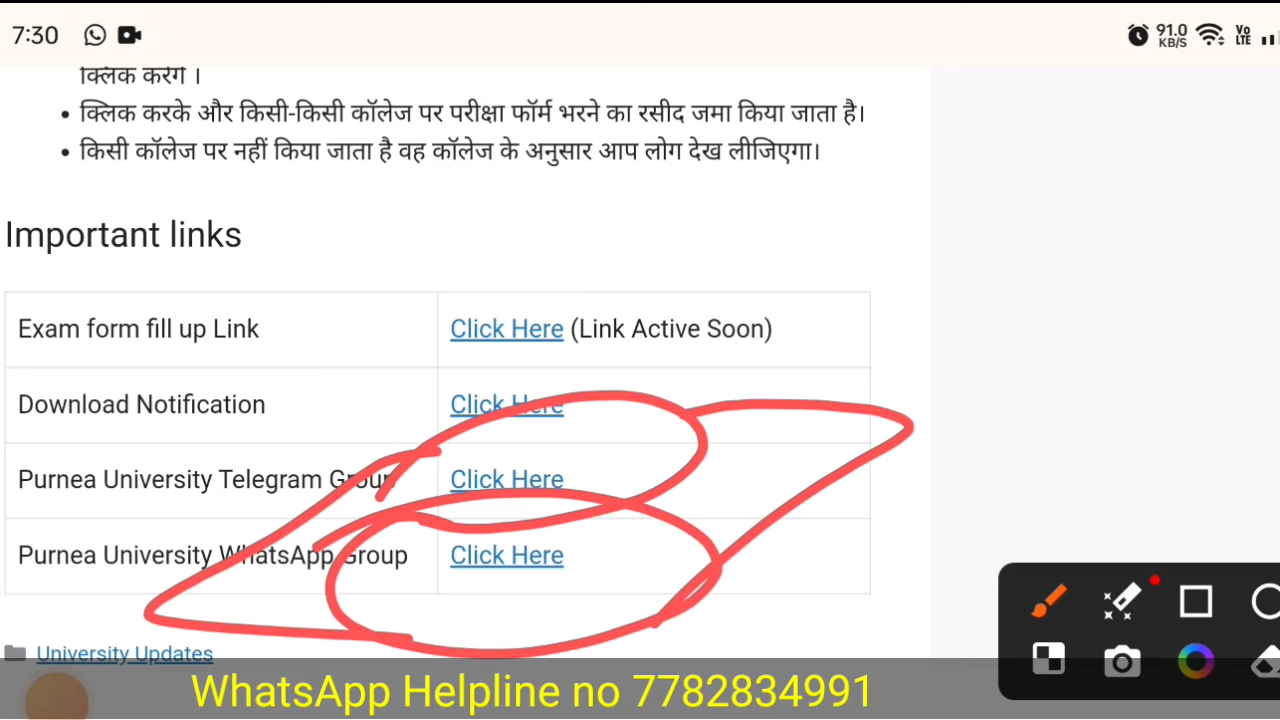 7:30
91.0 KB/S
Vo LTE
क्लिक करेंगे ।
• क्लिक करके और किसी-किसी कॉलेज पर परीक्षा फॉर्म भरने का रसीद जमा किया जाता है।
• किसी कॉलेज पर नहीं किया जाता है वह कॉलेज के अनुसार आप लोग देख लीजिएगा।
Important links
Exam form fill up Link Click Here (Link Active Soon)
Download Notification Click Here
Purnea University Telegram Group Click Here
Purnea University WhatsApp Group Click Here
University Updates
WhatsApp Helpline no 7782834991